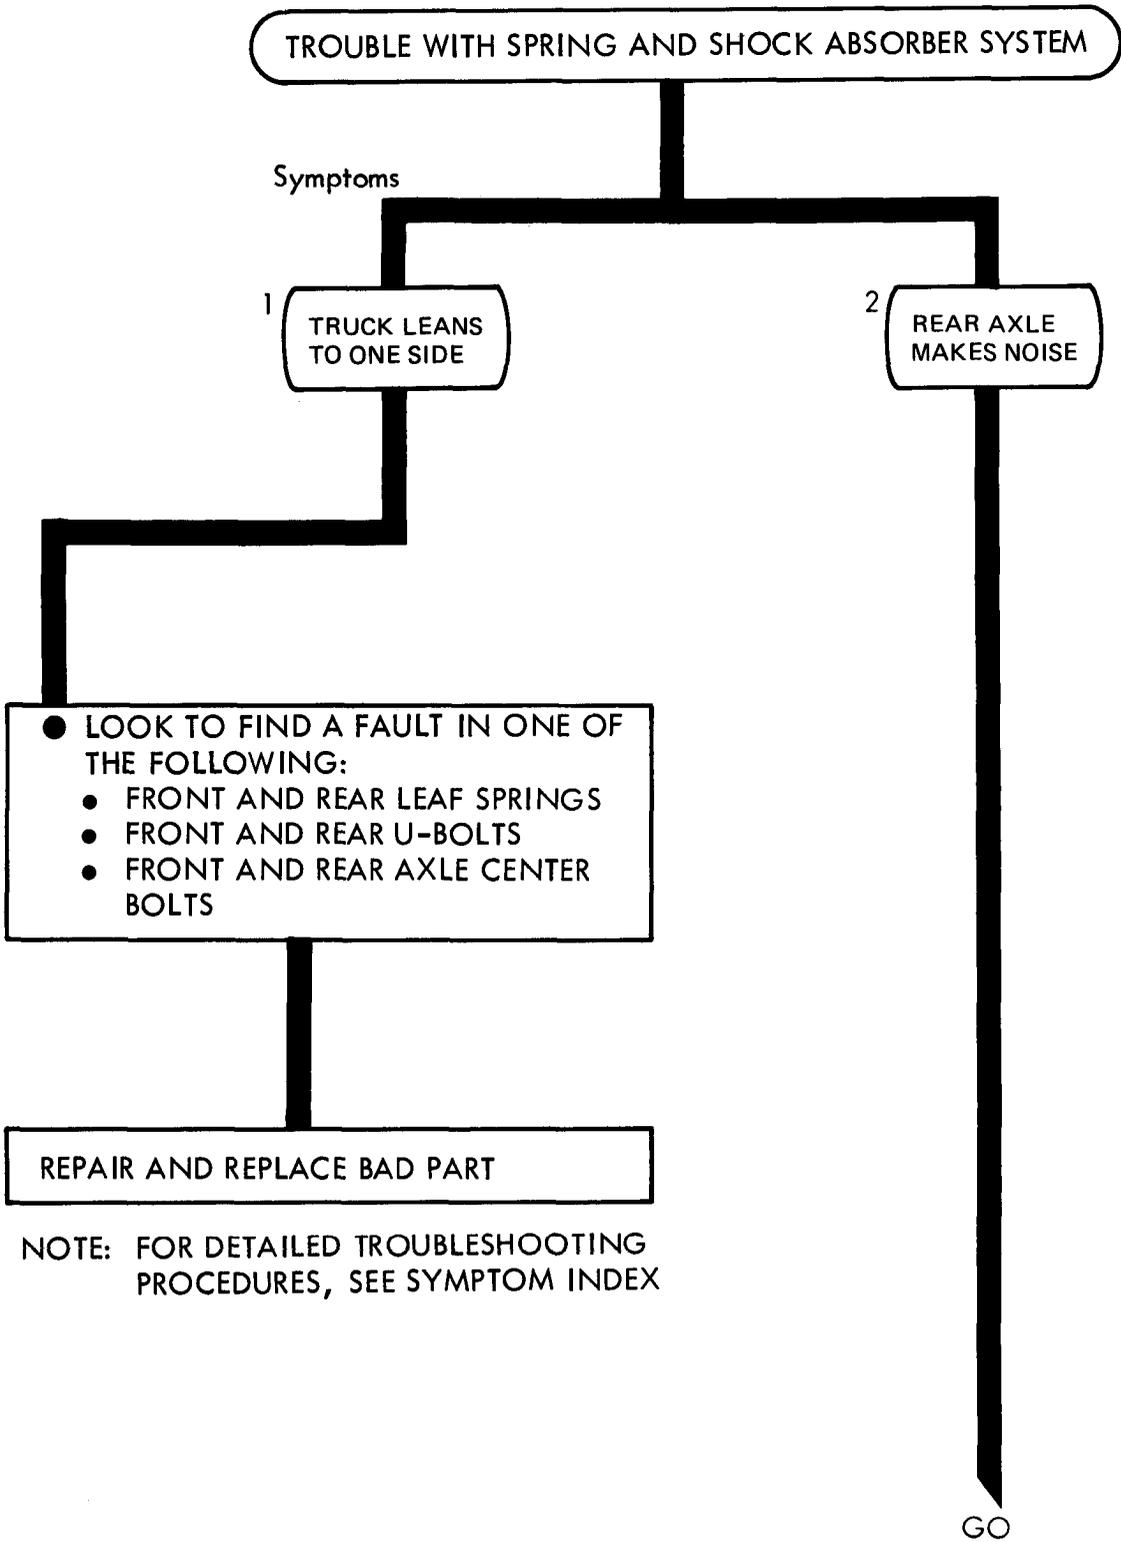 TROUBLE WITH SPRING AND SHOCK ABSORBER SYSTEM
Symptoms
1
TRUCK LEANS
TO ONE SIDE
2
REAR AXLE
MAKES NOISE
● LOOK TO FIND A FAULT IN ONE OF
THE FOLLOWING:
● FRONT AND REAR LEAF SPRINGS
● FRONT AND REAR U-BOLTS
● FRONT AND REAR AXLE CENTER
BOLTS
REPAIR AND REPLACE BAD PART
NOTE: FOR DETAILED TROUBLESHOOTING
PROCEDURES, SEE SYMPTOM INDEX
GO